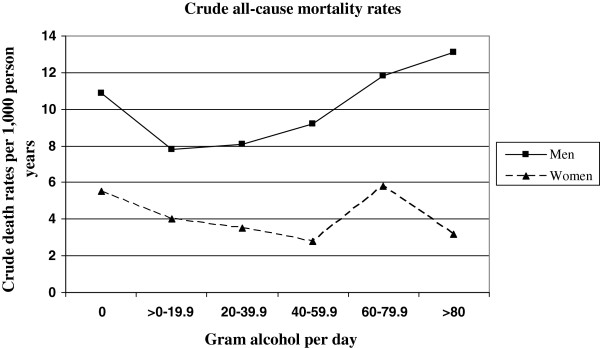 Crude all-cause mortality rates
Crude death rates per 1,000 person
years
14
12
10
8
6
4
2
0
0 >0-19.9 20-39.9 40-59.9 60-79.9 >80
Gram alcohol per day
Men
Women